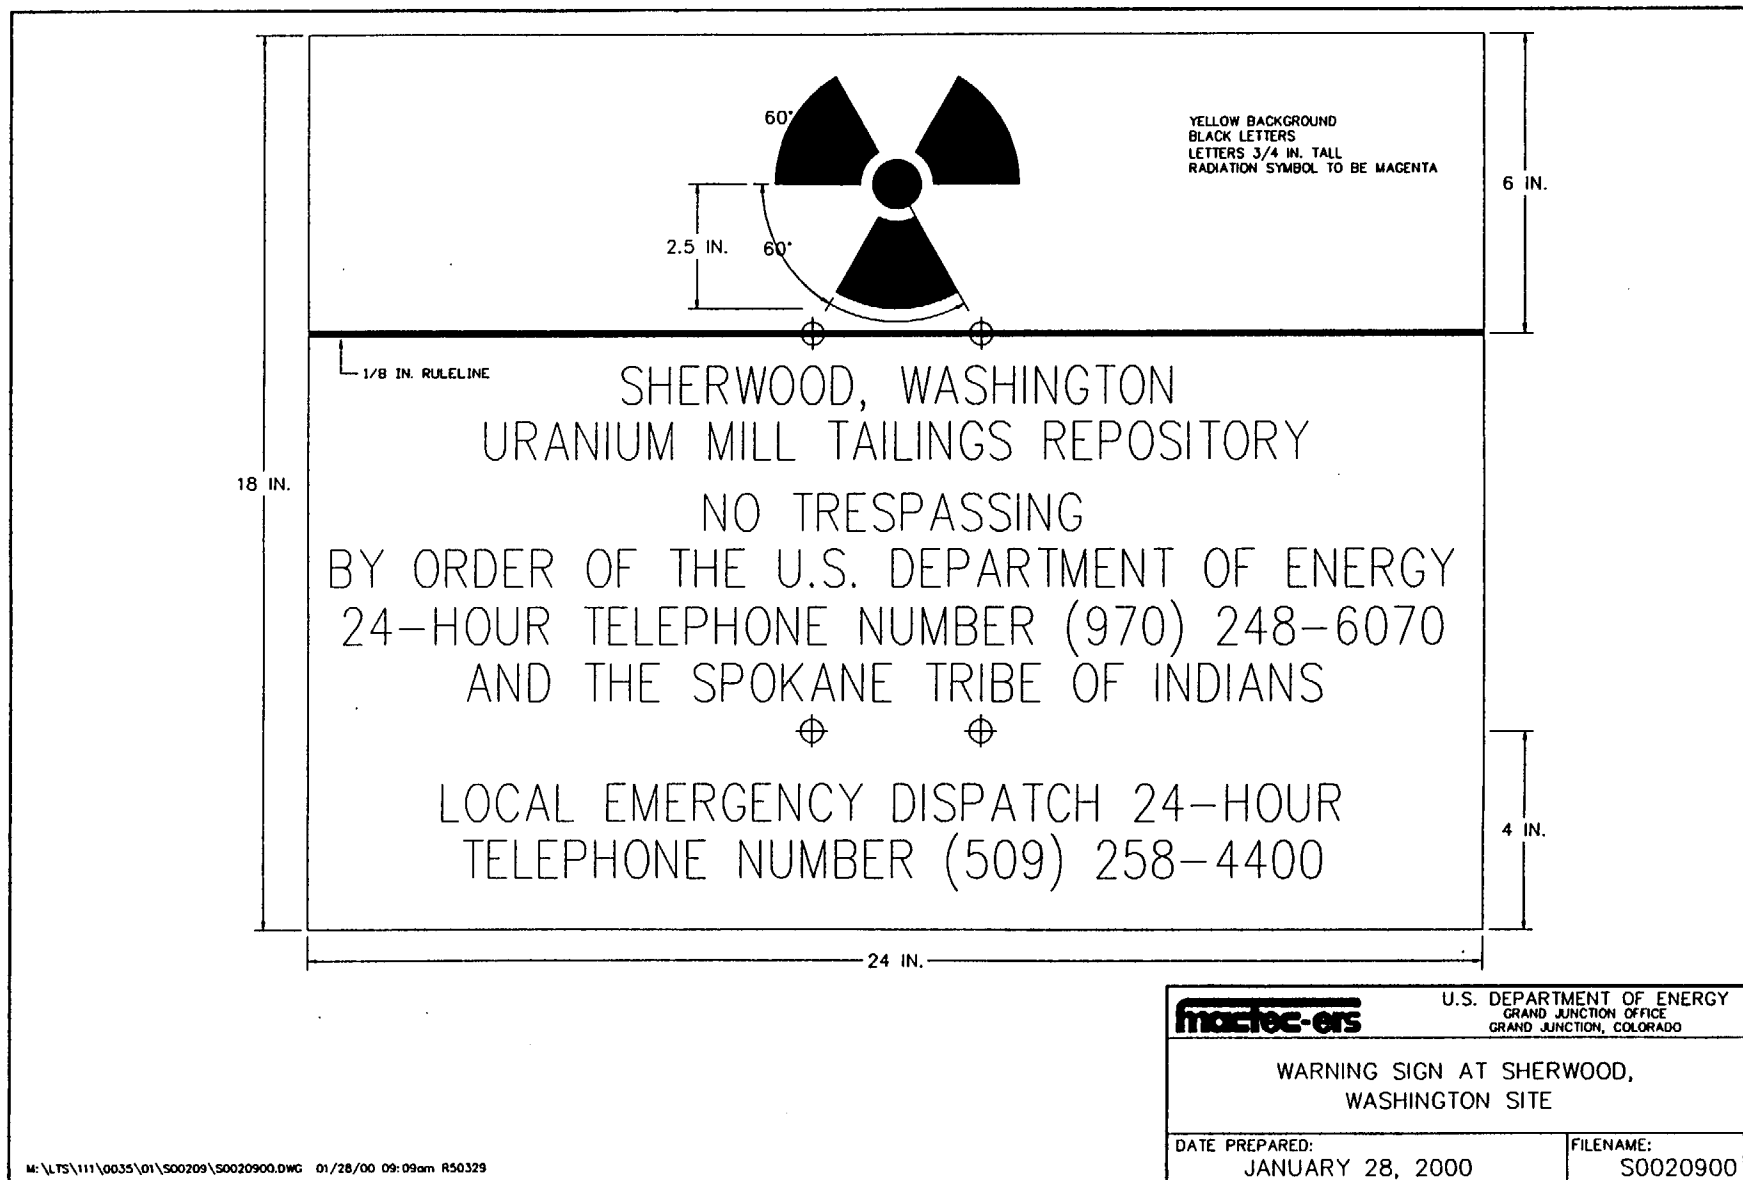 60°
YELLOW BACKGROUND
BLACK LETTERS
LETTERS 3/4 IN. TALL
RADIATION SYMBOL TO BE MAGENTA
6 IN.
2.5 IN.
60°
1/8 IN. RULELINE
SHERWOOD, WASHINGTON
URANIUM MILL TAILINGS REPOSITORY
18 IN.
NO TRESPASSING
BY ORDER OF THE U.S. DEPARTMENT OF ENERGY
24-HOUR TELEPHONE NUMBER (970) 248-6070
AND THE SPOKANE TRIBE OF INDIANS
LOCAL EMERGENCY DISPATCH 24-HOUR
TELEPHONE NUMBER (509) 258-4400
4 IN.
24 IN.
mactec-ers
U.S. DEPARTMENT OF ENERGY
GRAND JUNCTION OFFICE
GRAND JUNCTION, COLORADO
WARNING SIGN AT SHERWOOD,
WASHINGTON SITE
DATE PREPARED:
JANUARY 28, 2000
FILENAME:
S0020900
M:\LTS\111\0035\01\S00209\S0020900.DWG 01/28/00 09:09am R50329